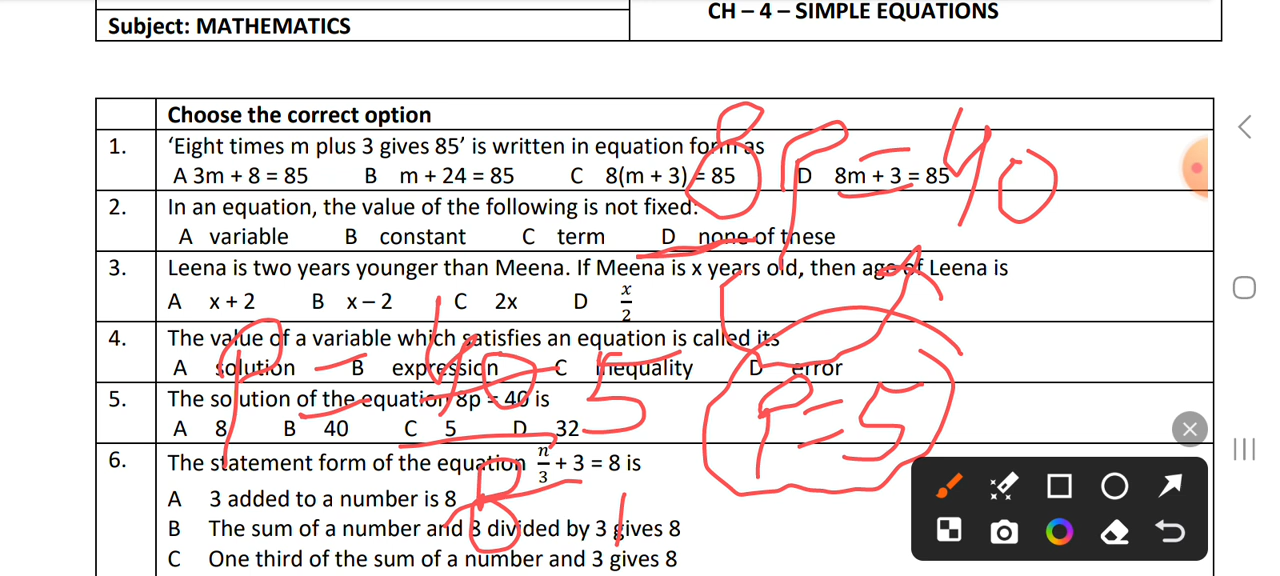 CH – 4 – SIMPLE EQUATIONS
Subject: MATHEMATICS
Choose the correct option
1. ‘Eight times m plus 3 gives 85’ is written in equation form as
A 3m + 8 = 85 B m + 24 = 85 C 8(m + 3) = 85 D 8m + 3 = 85
2. In an equation, the value of the following is not fixed.
A variable B constant C term D none of these
3. Leena is two years younger than Meena. If Meena is x years old, then age of Leena is
A x + 2 B x – 2 C 2x D x/2
4. The value of a variable which satisfies an equation is called its
A solution B expression C inequality D error
5. The solution of the equation 8p = 40 is
A 8 B 40 C 5 D 32
6. The statement form of the equation n/3 + 3 = 8 is
A 3 added to a number is 8
B The sum of a number and 3 divided by 3 gives 8
C One third of the sum of a number and 3 gives 8
8p = 40
p = 40/8 = 5
p = 5